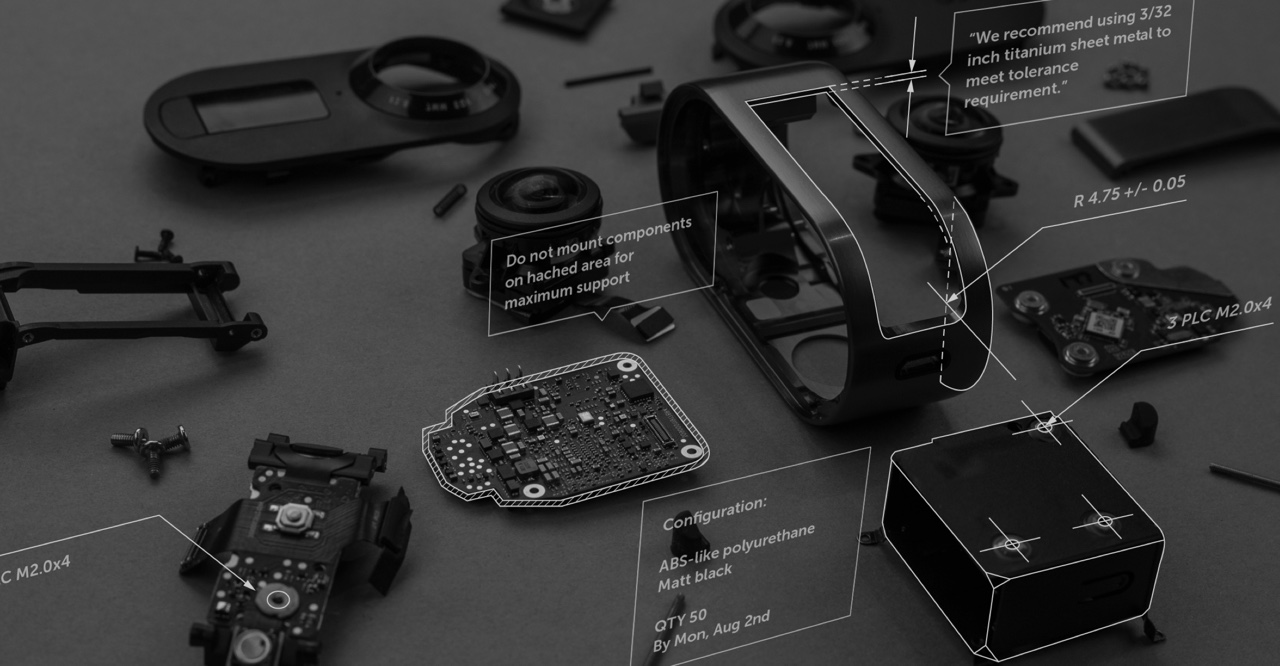 “We recommend using 3/32
inch titanium sheet metal to
meet tolerance
requirement.”
R 4.75 +/- 0.05
Do not mount components
on hached area for
maximum support
3 PLC M2.0x4
Configuration:
ABS-like polyurethane
Matt black
QTY 50
By Mon, Aug 2nd
C M2.0x4